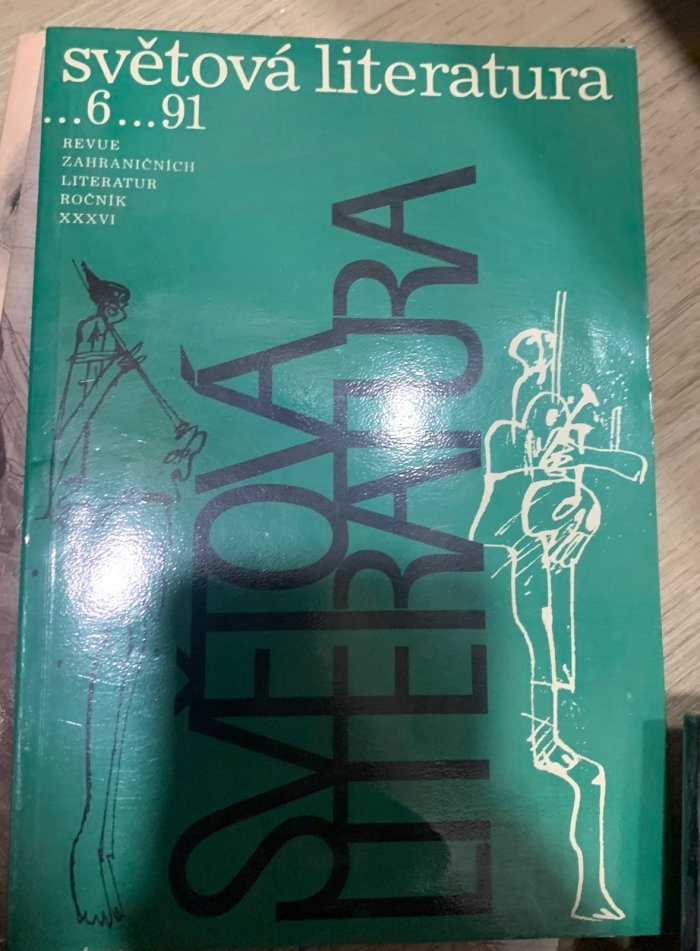 světová literatura
...6...91
REVUE
ZAHRANIČNÍCH
LITERATUR
ROČNÍK
XXXVI
SVĚTOVÁ
LITERATURA